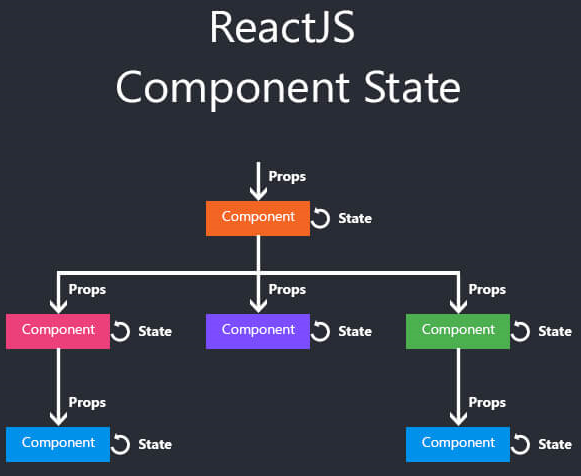 ReactJS
Component State
Props
Component State
Props Props Props
Component State Component State Component State
Props Props
Component State Component State